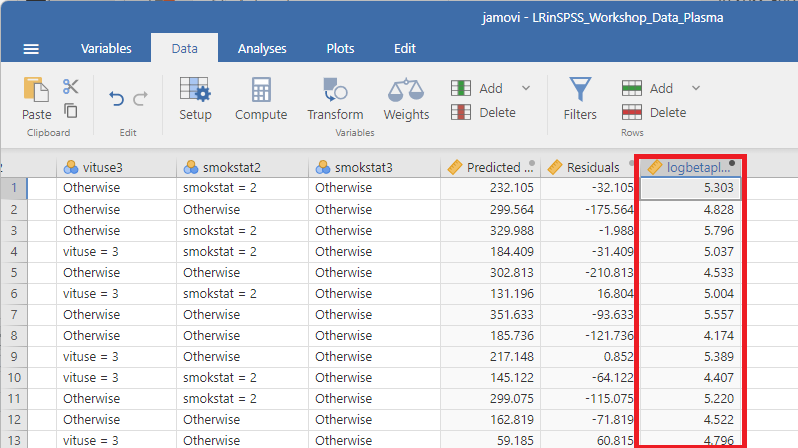 jamovi - LRinSPSS_Workshop_Data_Plasma
Variables Data Analyses Plots Edit
Paste Setup Compute Transform Weights Add Delete Filters Add Delete
Clipboard Edit Variables Rows
vituse3 smokstat2 smokstat3 Predicted ... Residuals logbetapl...
1 Otherwise smokstat = 2 Otherwise 232.105 -32.105 5.303
2 Otherwise Otherwise Otherwise 299.564 -175.564 4.828
3 Otherwise smokstat = 2 Otherwise 329.988 -1.988 5.796
4 vituse = 3 smokstat = 2 Otherwise 184.409 -31.409 5.037
5 Otherwise Otherwise Otherwise 302.813 -210.813 4.533
6 vituse = 3 smokstat = 2 Otherwise 131.196 16.804 5.004
7 Otherwise Otherwise Otherwise 351.633 -93.633 5.557
8 Otherwise Otherwise Otherwise 185.736 -121.736 4.174
9 vituse = 3 Otherwise Otherwise 217.148 0.852 5.389
10 vituse = 3 smokstat = 2 Otherwise 145.122 -64.122 4.407
11 Otherwise smokstat = 2 Otherwise 299.075 -115.075 5.220
12 Otherwise Otherwise Otherwise 162.819 -71.819 4.522
13 vituse = 3 smokstat = 2 Otherwise 59.185 60.815 4.796